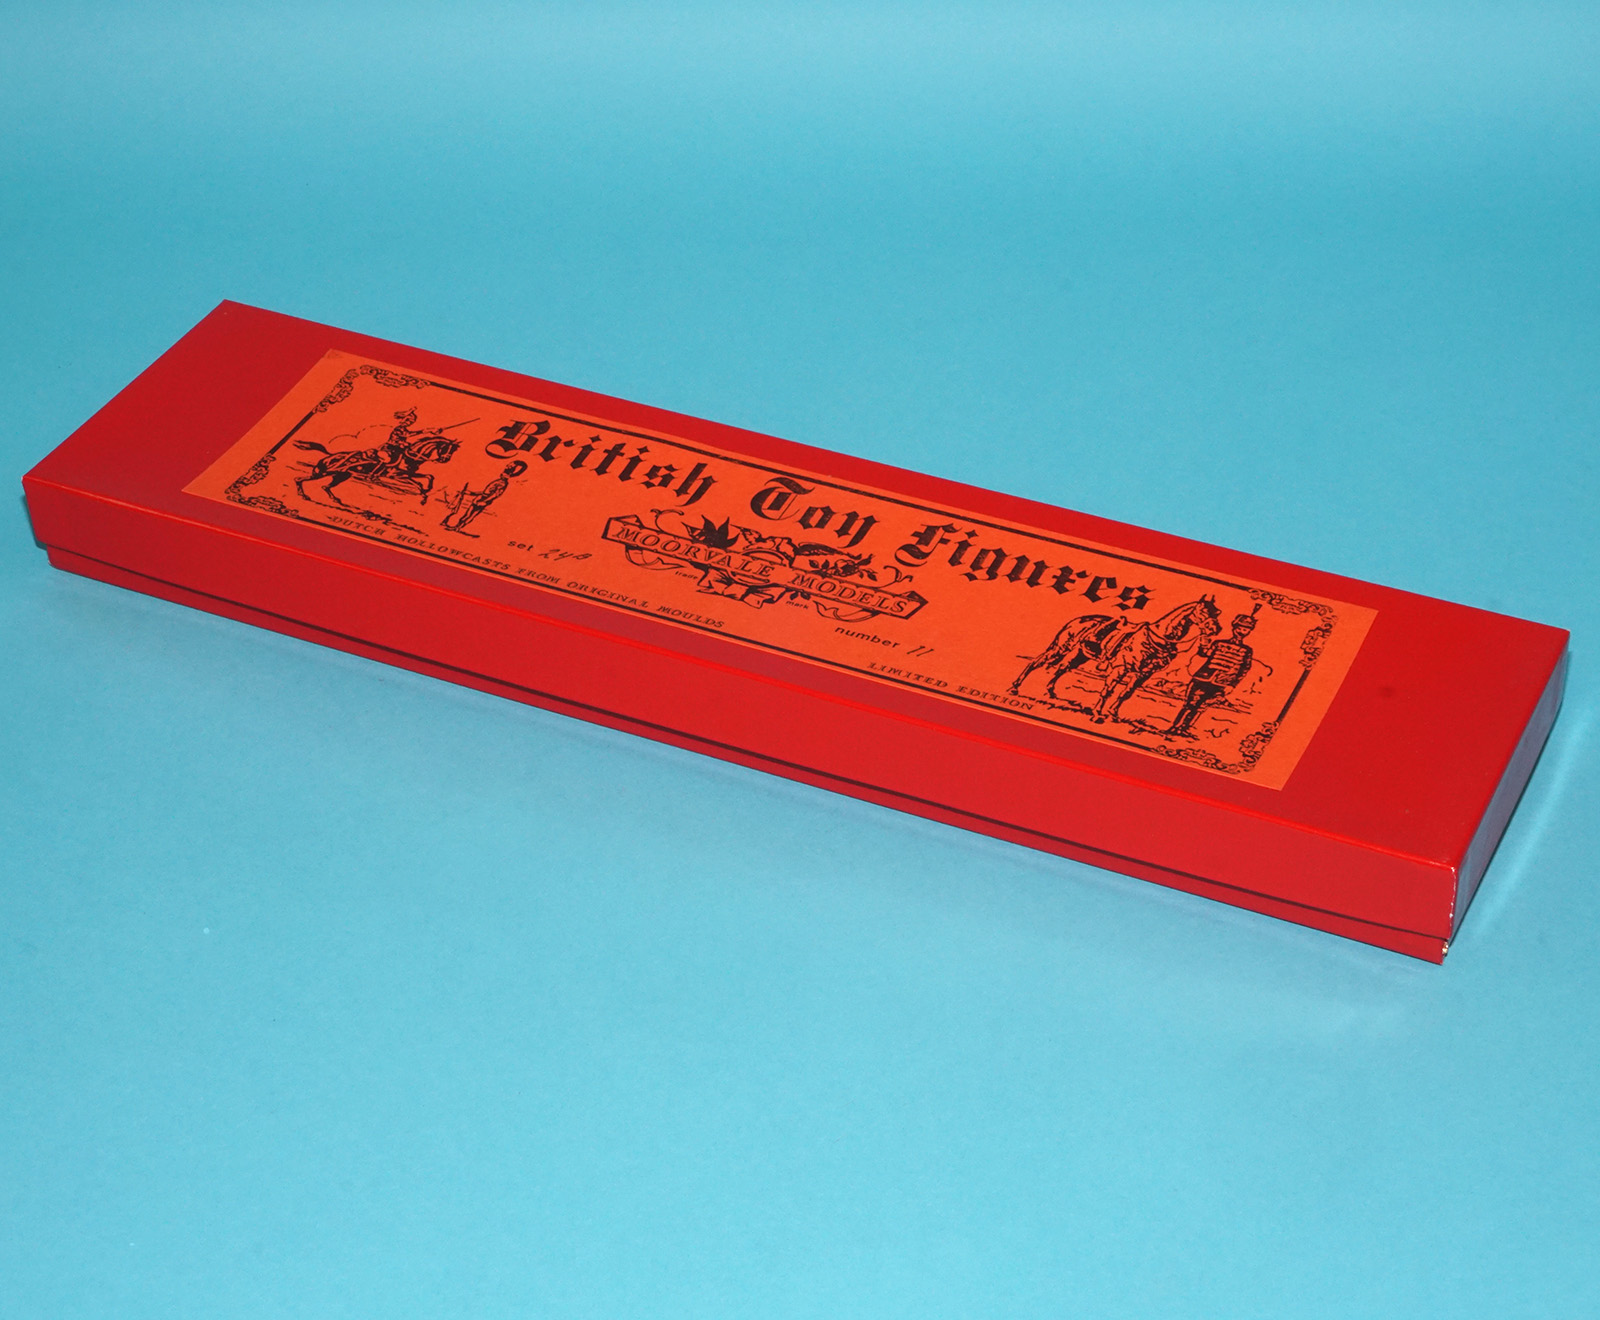 British Toy Figures
set 24B
MOORVALE MODELS
trade mark
number 11
DUTCH HOLLOWCASTS FROM ORIGINAL MOULDS
LIMITED EDITION